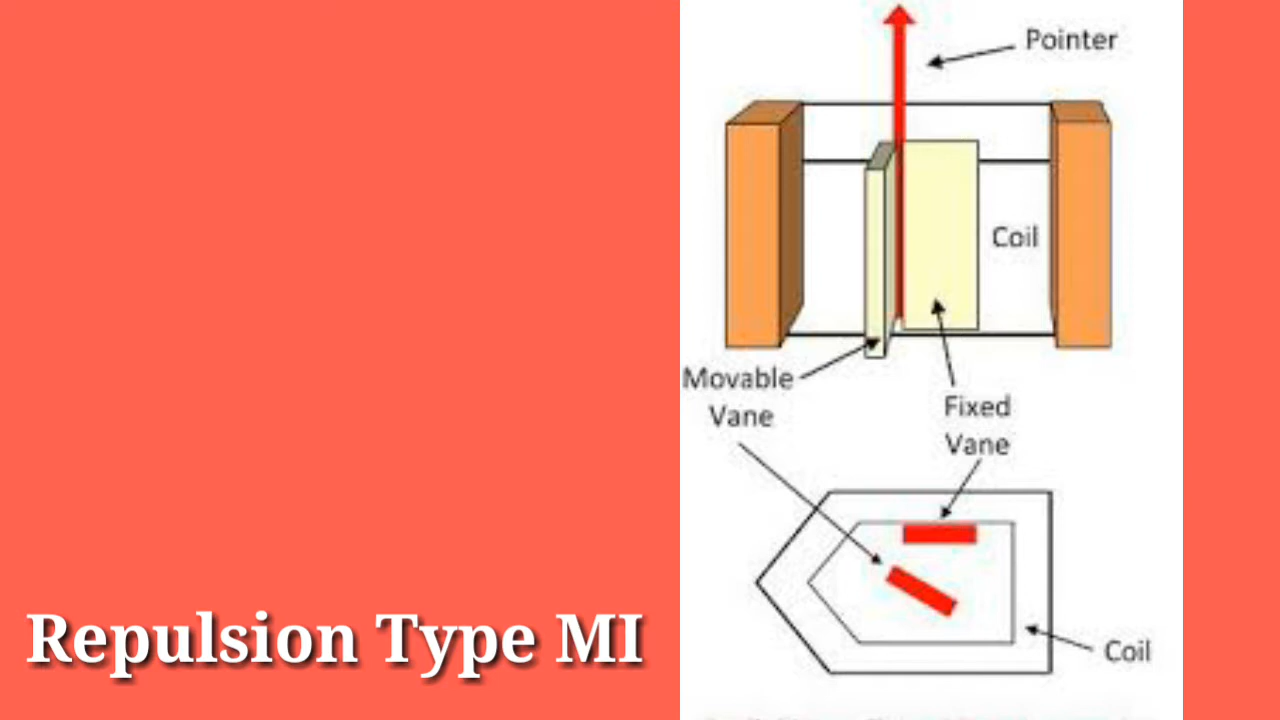 Repulsion Type MI
Pointer
Coil
Movable
Vane
Fixed
Vane
Coil